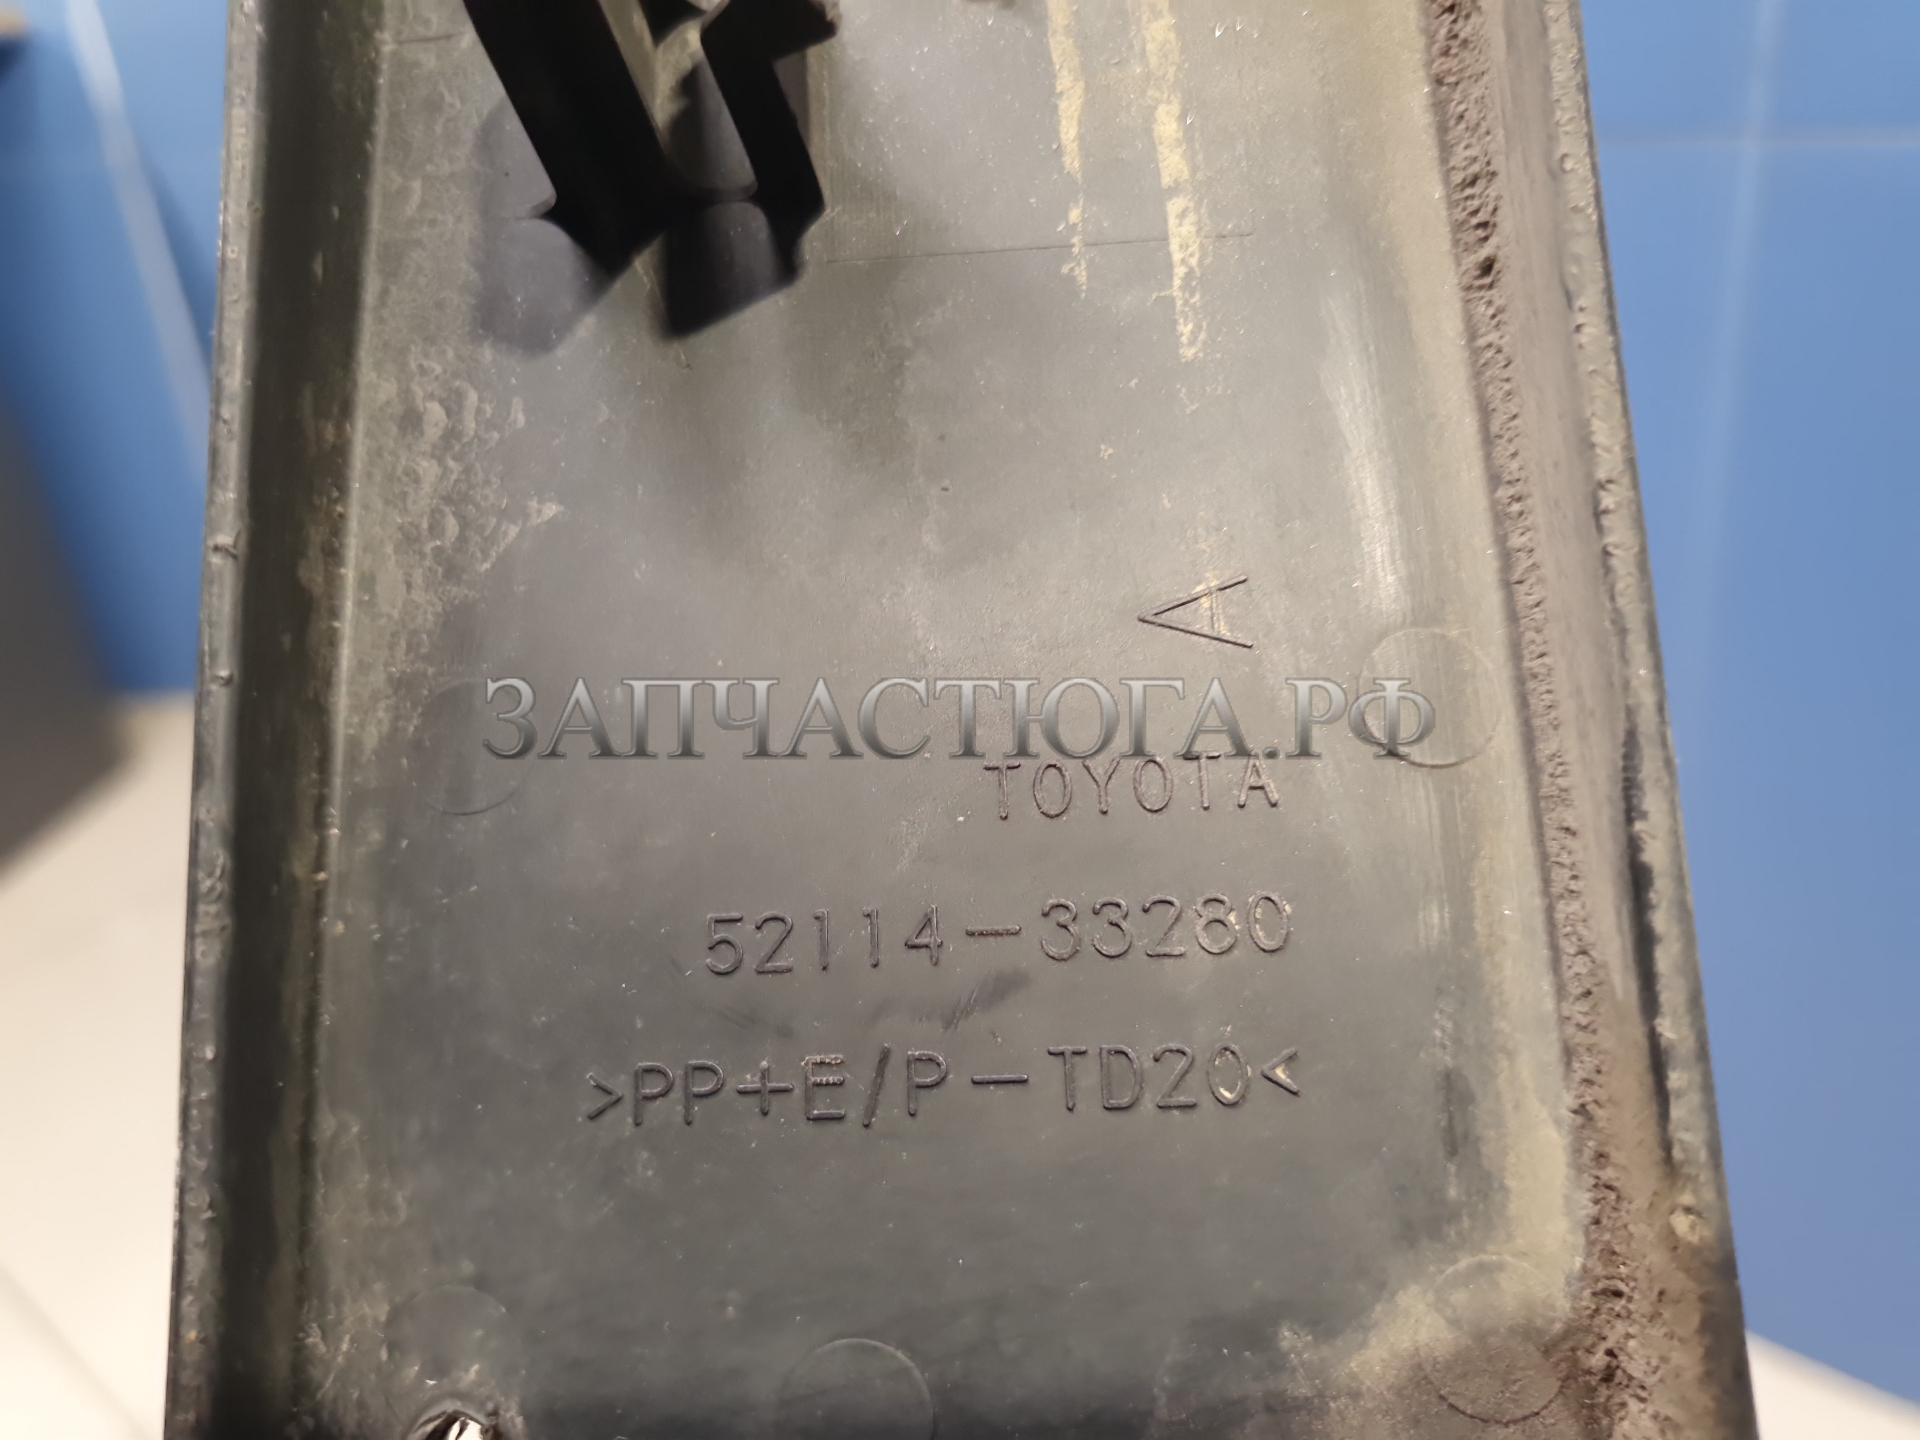 ЗАПЧАСТЮГА.РФ
TOYOTA
52114-33280
>PP+E/P-TD20<